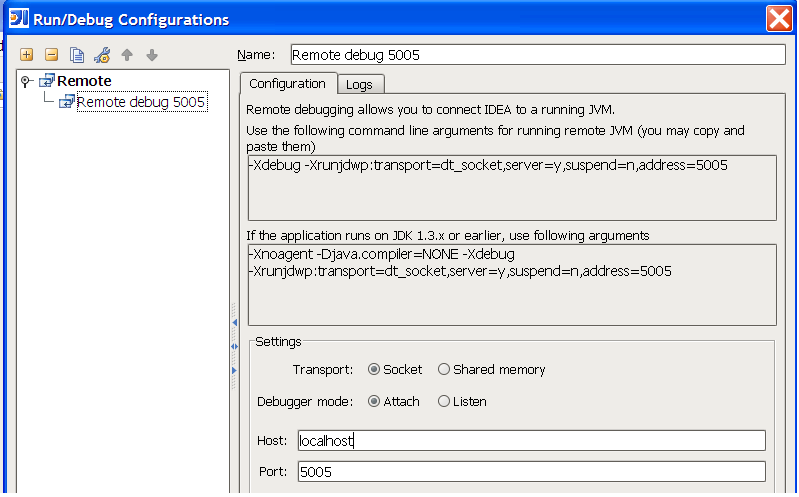 Run/Debug Configurations
Name: Remote debug 5005
Remote
Remote debug 5005
Configuration Logs
Remote debugging allows you to connect IDEA to a running JVM.
Use the following command line arguments for running remote JVM (you may copy and
paste them)
-Xdebug -Xrunjdwp:transport=dt_socket,server=y,suspend=n,address=5005
If the application runs on JDK 1.3.x or earlier, use following arguments
-Xnoagent -Djava.compiler=NONE -Xdebug
-Xrunjdwp:transport=dt_socket,server=y,suspend=n,address=5005
Settings
Transport: Socket Shared memory
Debugger mode: Attach Listen
Host: localhost
Port: 5005